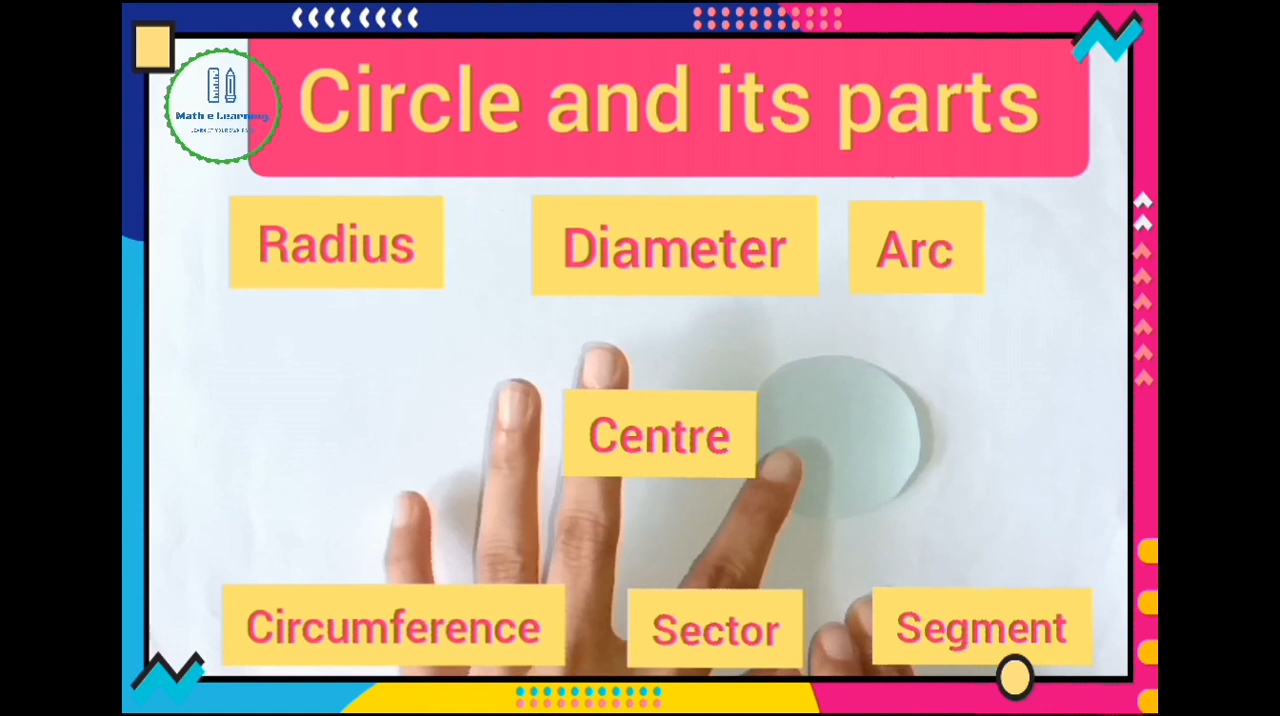 Circle and its parts
Math e Learning
Radius
Diameter
Arc
Centre
Circumference
Sector
Segment